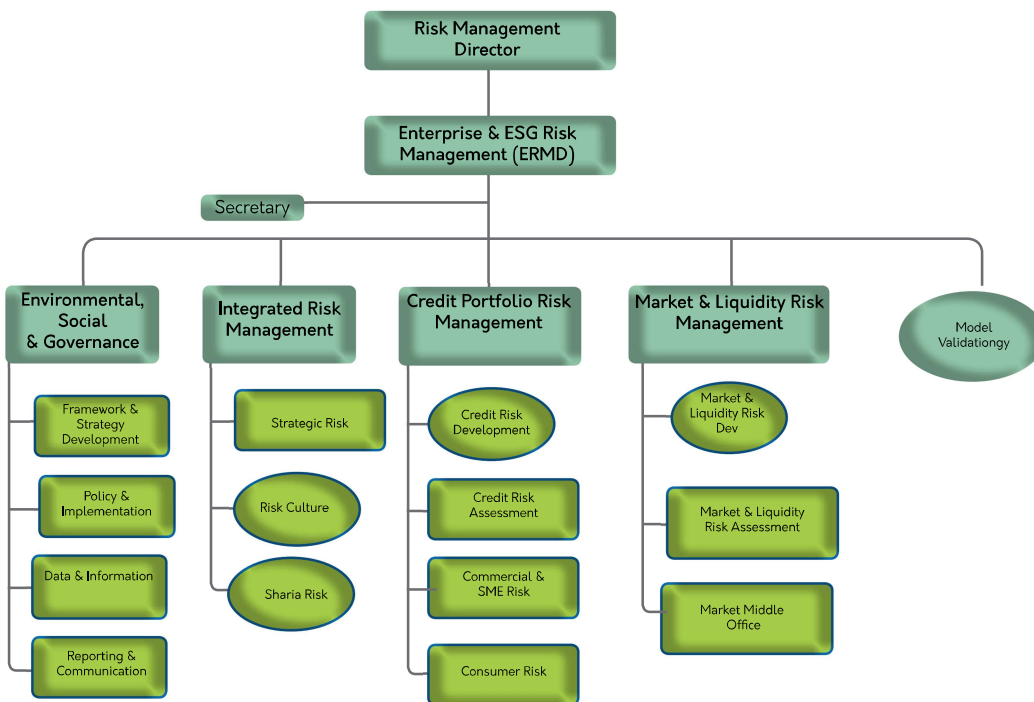 Risk Management
Director
Enterprise & ESG Risk
Management (ERMD)
Secretary
Environmental,
Social
& Governance
Integrated Risk
Management
Credit Portfolio Risk
Management
Market & Liquidity Risk
Management
Model
Validationgy
Framework &
Strategy
Development
Policy &
Implementation
Data & Information
Reporting &
Communication
Strategic Risk
Risk Culture
Sharia Risk
Credit Risk
Development
Credit Risk
Assessment
Commercial &
SME Risk
Consumer Risk
Market &
Liquidity Risk
Dev
Market & Liquidity
Risk Assessment
Market Middle
Office